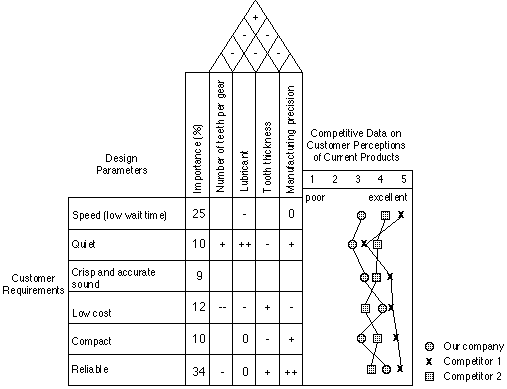 +
- -
- - -
Importance (%)
Number of teeth per gear
Lubricant
Tooth thickness
Manufacturing precision
Design
Parameters
Competitive Data on
Customer Perceptions
of Current Products
1 2 3 4 5
poor excellent
Customer
Requirements
Speed (low wait time) 25 - 0
Quiet 10 + ++ - +
Crisp and accurate
sound 9
Low cost 12 -- - + -
Compact 10 0 - +
Reliable 34 - 0 + ++
Our company
Competitor 1
Competitor 2